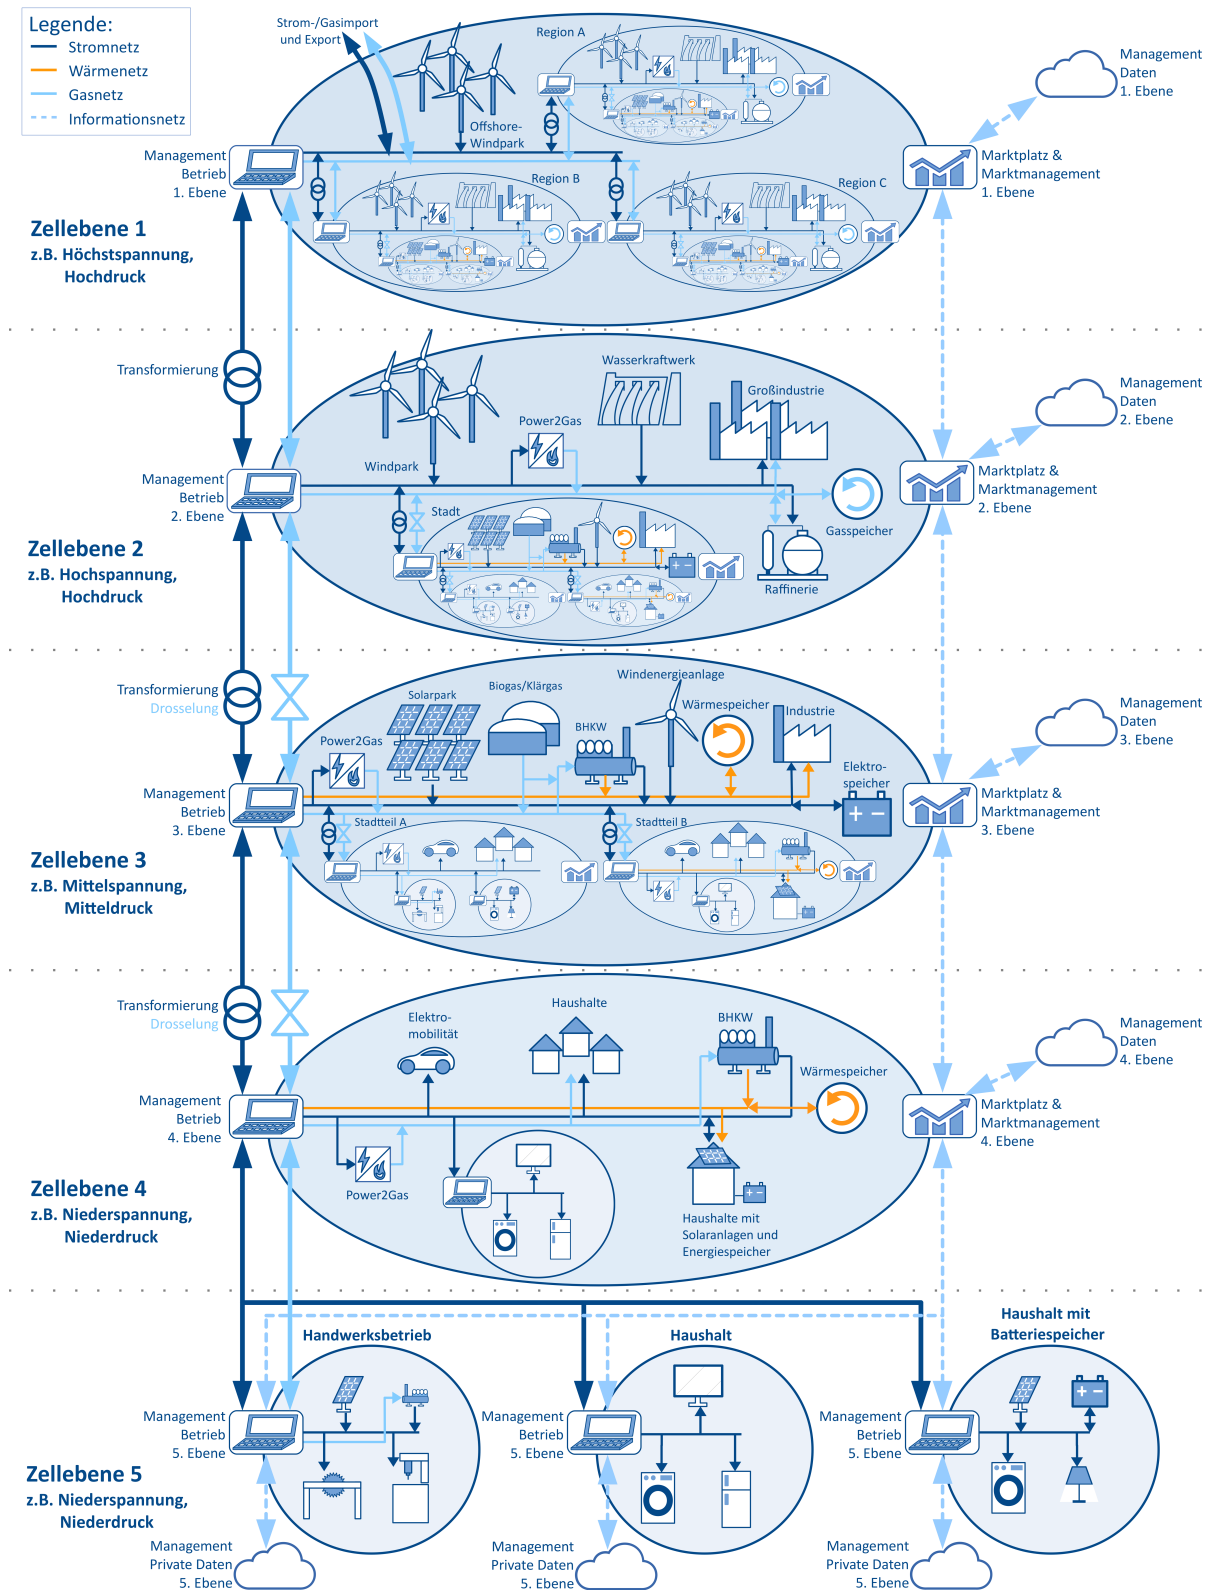 Legende:
Stromnetz
Wärmenetz
Gasnetz
Informationsnetz
Strom-/Gasimport
und Export
Region A
Offshore-
Windpark
Management
Daten
1. Ebene
Management
Betrieb
1. Ebene
Region B
Region C
Marktplatz &
Marktmanagement
1. Ebene
Zellebene 1
z.B. Höchstspannung,
Hochdruck
Transformierung
Wasserkraftwerk
Großindustrie
Power2Gas
Windpark
Management
Daten
2. Ebene
Management
Betrieb
2. Ebene
Stadt
Gasspeicher
Raffinerie
Marktplatz &
Marktmanagement
2. Ebene
Zellebene 2
z.B. Hochspannung,
Hochdruck
Transformierung
Drosselung
Solarpark
Biogas/Klärgas
Windenergieanlage
Wärmespeicher
Industrie
Power2Gas
BHKW
Elektro-
speicher
Management
Daten
3. Ebene
Management
Betrieb
3. Ebene
Stadtteil A
Stadtteil B
Marktplatz &
Marktmanagement
3. Ebene
Zellebene 3
z.B. Mittelspannung,
Mitteldruck
Transformierung
Drosselung
Elektro-
mobilität
Haushalte
BHKW
Wärmespeicher
Management
Daten
4. Ebene
Management
Betrieb
4. Ebene
Power2Gas
Haushalte mit
Solaranlagen und
Energiespeicher
Marktplatz &
Marktmanagement
4. Ebene
Zellebene 4
z.B. Niederspannung,
Niederdruck
Handwerksbetrieb
Haushalt
Haushalt mit
Batteriespeicher
Management
Betrieb
5. Ebene
Management
Betrieb
5. Ebene
Management
Betrieb
5. Ebene
Zellebene 5
z.B. Niederspannung,
Niederdruck
Management
Private Daten
5. Ebene
Management
Private Daten
5. Ebene
Management
Private Daten
5. Ebene